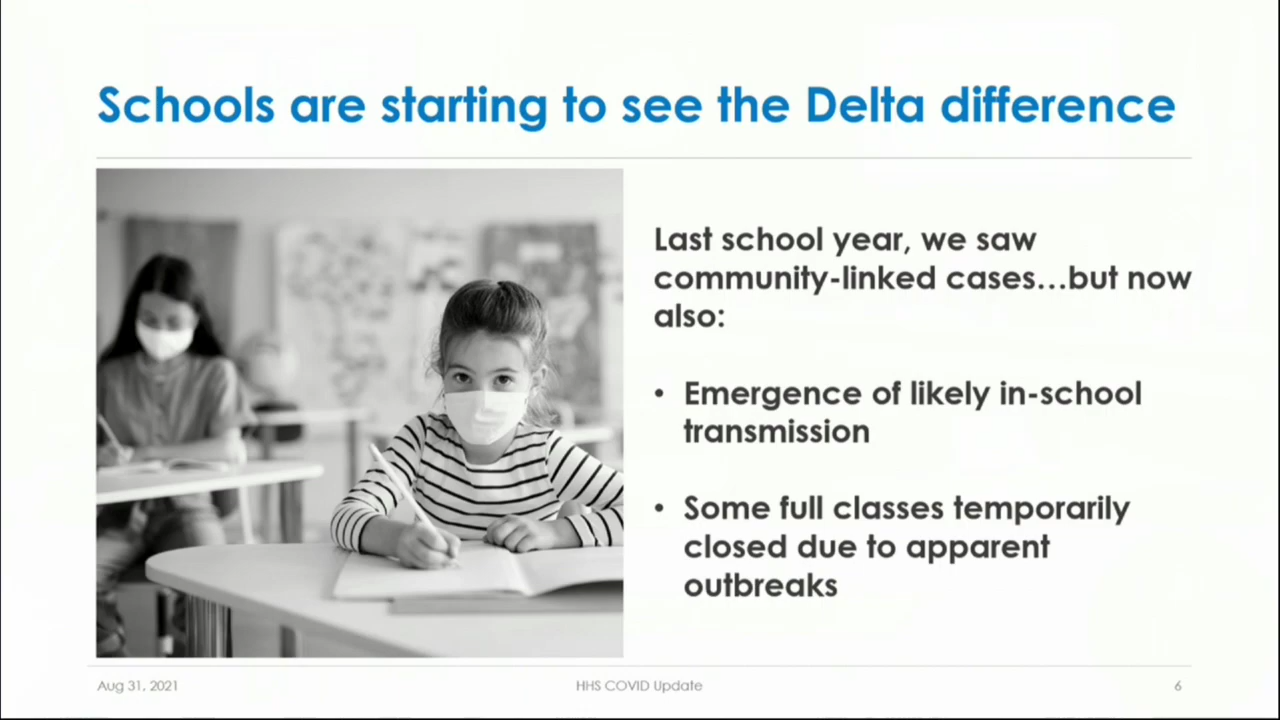 Schools are starting to see the Delta difference
Last school year, we saw
community-linked cases...but now
also:
• Emergence of likely in-school
transmission
• Some full classes temporarily
closed due to apparent
outbreaks
Aug 31, 2021
HHS COVID Update
6